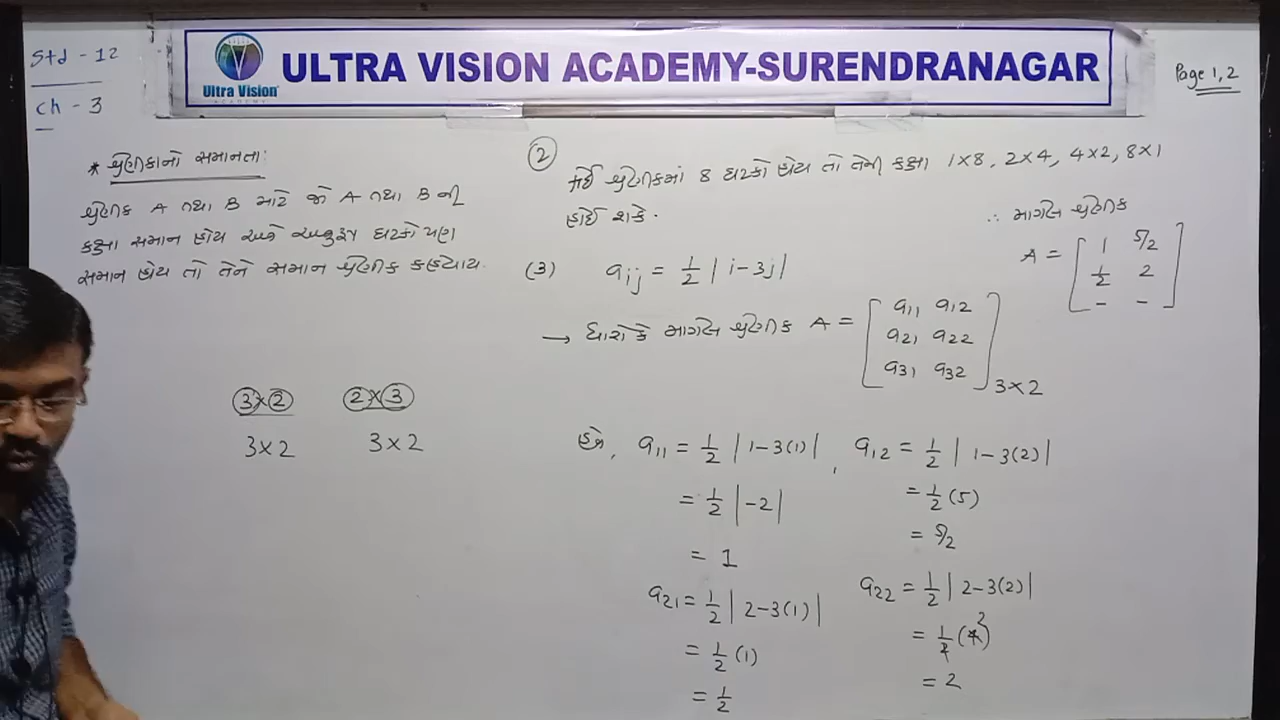 Std - 12
ch - 3
Ultra Vision
ACADEMY
ULTRA VISION ACADEMY-SURENDRANAGAR
Page 1, 2
* શ્રેણીકોની સમાનતા:
શ્રેણીક A તથા B માટે જો A તથા B ની
કક્ષા સમાન હોય અને અનુરૂપ ઘટકો પણ
સમાન હોય તો તેને સમાન શ્રેણીક કહેવાય.
3×2 2×3
3×2 3×2
(2)
કોઈ શ્રેણીકમાં 8 ઘટકો હોય તો તેની કક્ષા 1×8, 2×4, 4×2, 8×1
હોઈ શકે.
(3) aij = 1/2 | i-3j |
→ ધારો કે માગેલ શ્રેણીક A = [ a11 a12
a21 a22
a31 a32 ] 3×2
∴ માગેલ શ્રેણીક
A = [ 1 5/2
1/2 2
- - ]
હવે, a11 = 1/2 | 1-3(1) | , a12 = 1/2 | 1-3(2) |
= 1/2 |-2| = 1/2 (5)
= 1 = 5/2
a21 = 1/2 | 2-3(1) | a22 = 1/2 | 2-3(2) |
= 1/2 (1) = 1/2 (4) 2
= 1/2 = 2